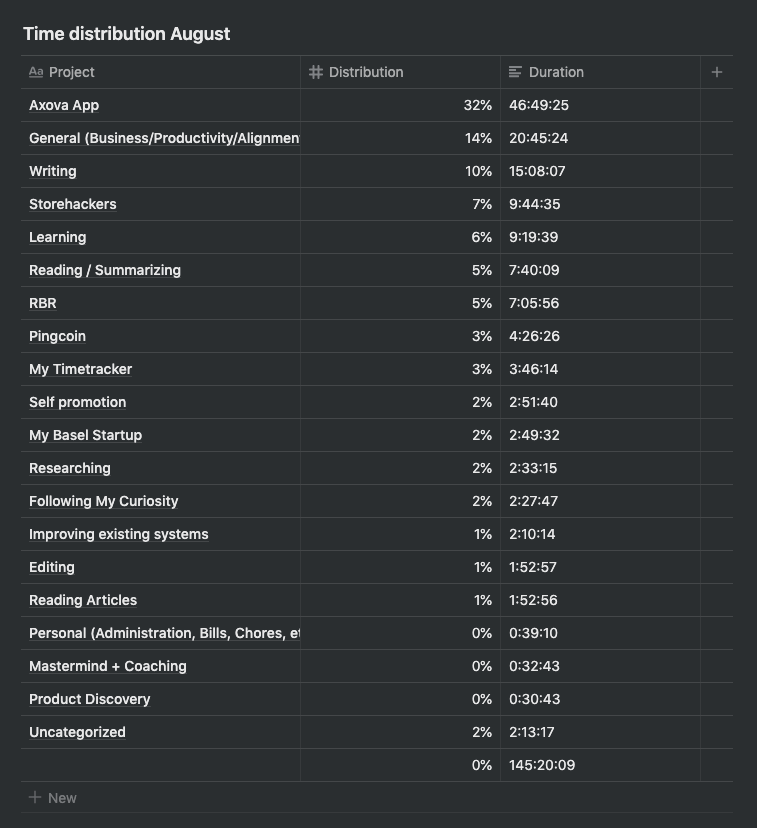 Time distribution August
Aa Project # Distribution Duration +
Axova App 32% 46:49:25
General (Business/Productivity/Alignmen 14% 20:45:24
Writing 10% 15:08:07
Storehackers 7% 9:44:35
Learning 6% 9:19:39
Reading / Summarizing 5% 7:40:09
RBR 5% 7:05:56
Pingcoin 3% 4:26:26
My Timetracker 3% 3:46:14
Self promotion 2% 2:51:40
My Basel Startup 2% 2:49:32
Researching 2% 2:33:15
Following My Curiosity 2% 2:27:47
Improving existing systems 1% 2:10:14
Editing 1% 1:52:57
Reading Articles 1% 1:52:56
Personal (Administration, Bills, Chores, et 0% 0:39:10
Mastermind + Coaching 0% 0:32:43
Product Discovery 0% 0:30:43
Uncategorized 2% 2:13:17
0% 145:20:09
+ New